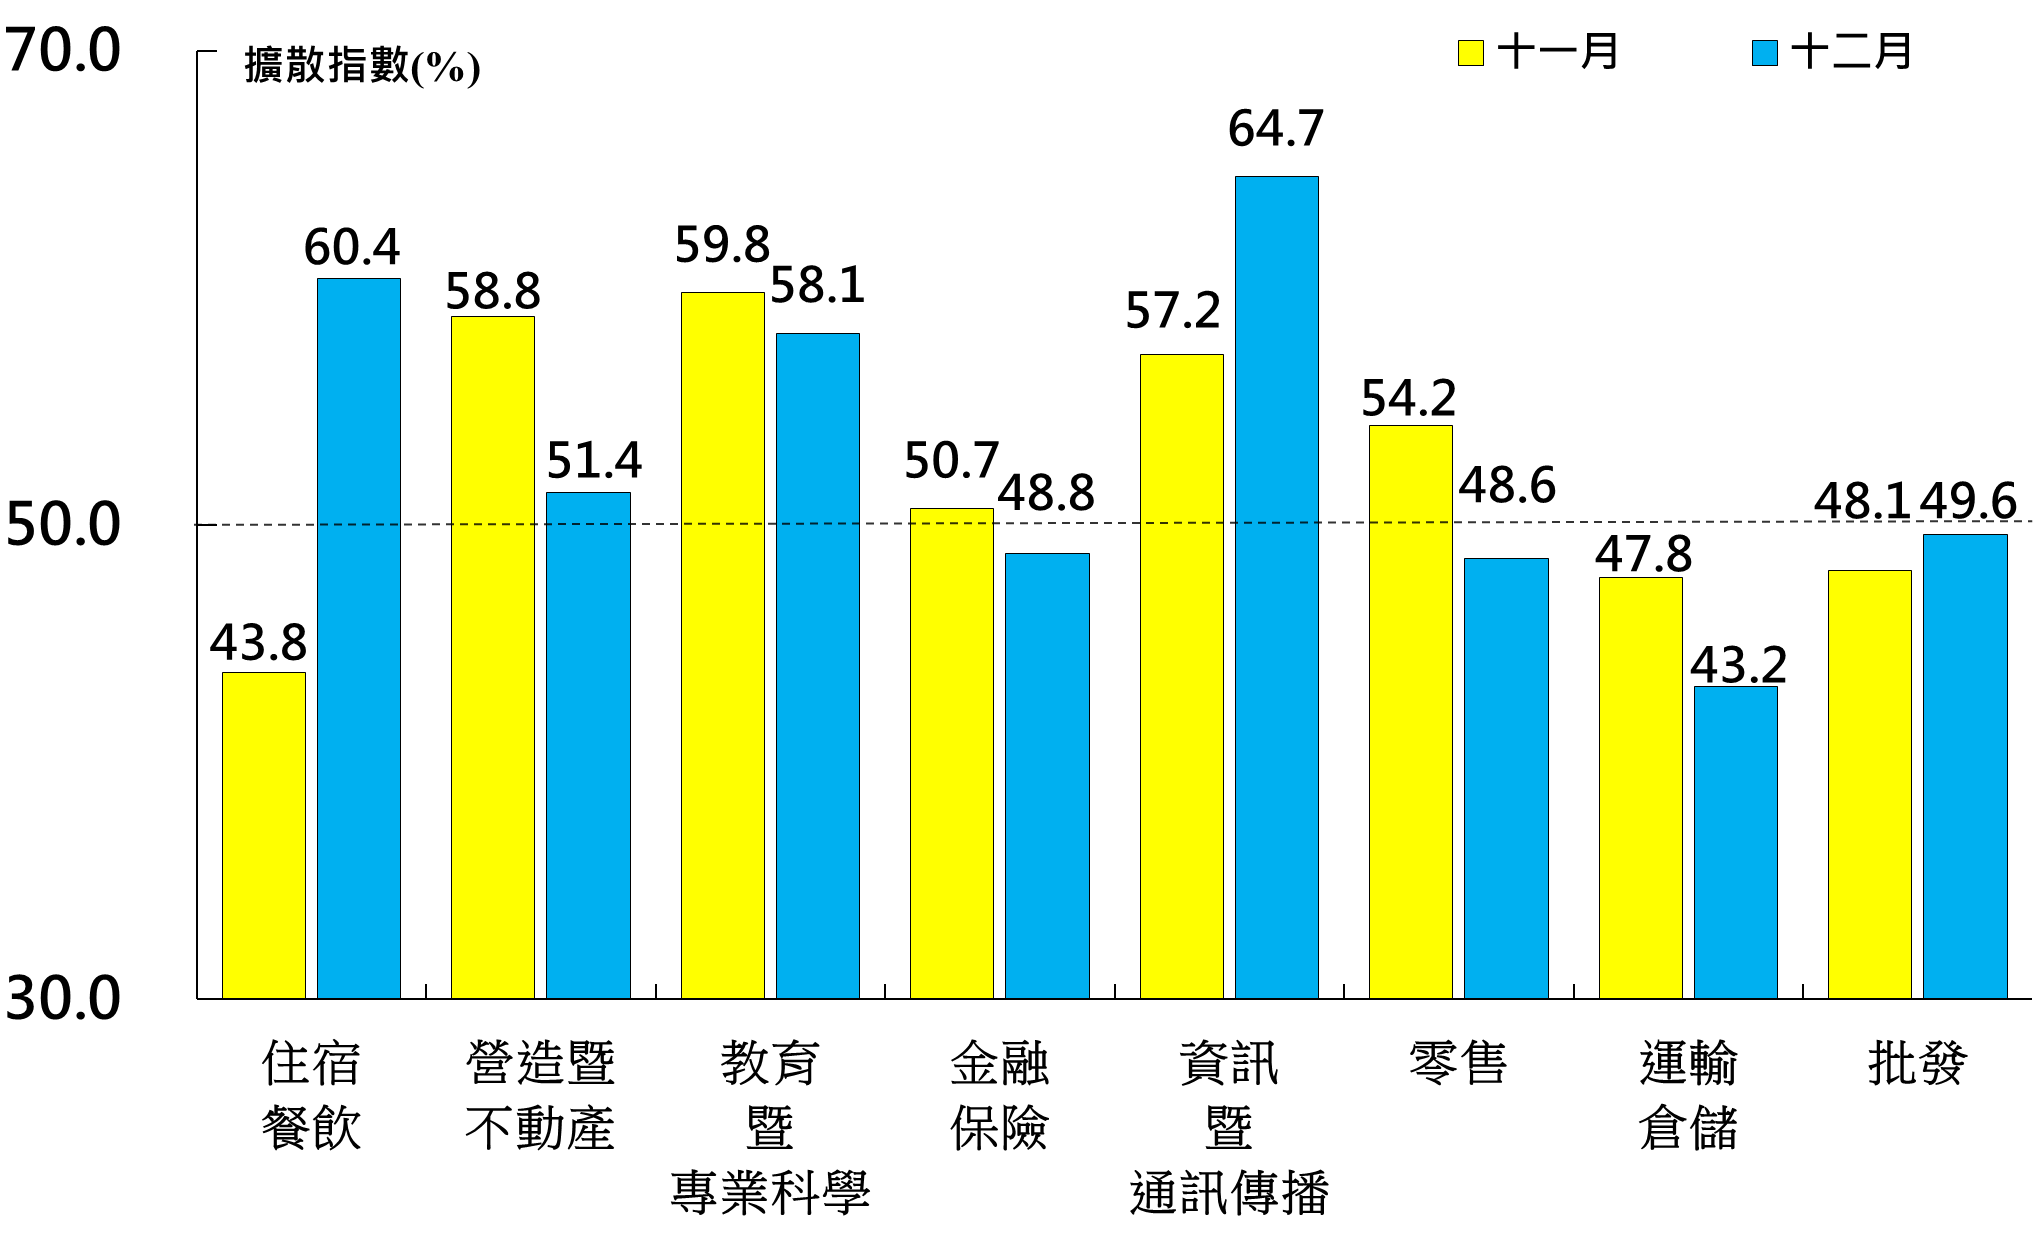 70.0
擴散指數(%)
十一月
十二月
64.7
60.4
58.8
59.8
58.1
57.2
54.2
51.4
50.7
48.8
48.6
48.1
49.6
50.0
47.8
43.8
43.2
30.0
住宿
餐飲
營造暨
不動產
教育
暨
專業科學
金融
保險
資訊
暨
通訊傳播
零售
運輸
倉儲
批發